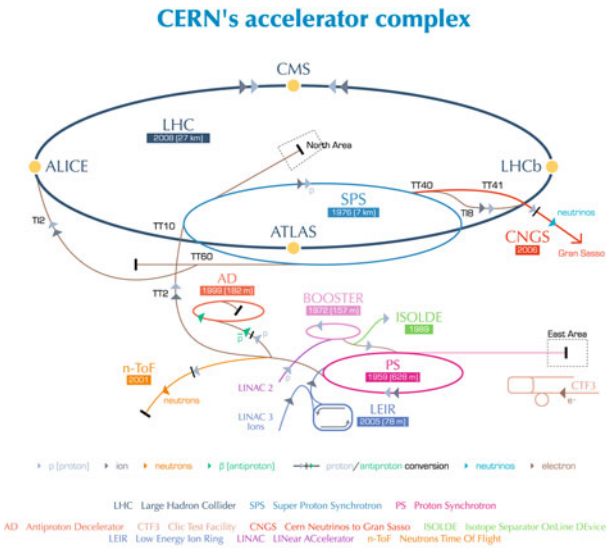 CERN's accelerator complex
CMS
LHC
2008 (27 km)
North Area
ALICE
LHCb
TT40
TT41
SPS
1976 (7 km)
TI2
TI8
TT10
ATLAS
neutrinos
CNGS
2006
Gran Sasso
TT60
AD
1999 (182 m)
TT2
BOOSTER
1972 (157 m)
ISOLDE
1989
East Area
p
p
p̄
p
n-ToF
2001
PS
1959 (628 m)
LINAC 2
neutrons
CTF3
e-
LINAC 3
Ions
LEIR
2005 (78 m)
p [proton]
ion
neutrons
p̄ [antiproton]
proton/antiproton conversion
neutrinos
electron
LHC Large Hadron Collider SPS Super Proton Synchrotron PS Proton Synchrotron
AD Antiproton Decelerator CTF3 Clic Test Facility CNGS Cern Neutrinos to Gran Sasso ISOLDE Isotope Separator OnLine DEvice
LEIR Low Energy Ion Ring LINAC LINear ACcelerator n-ToF Neutrons Time Of Flight